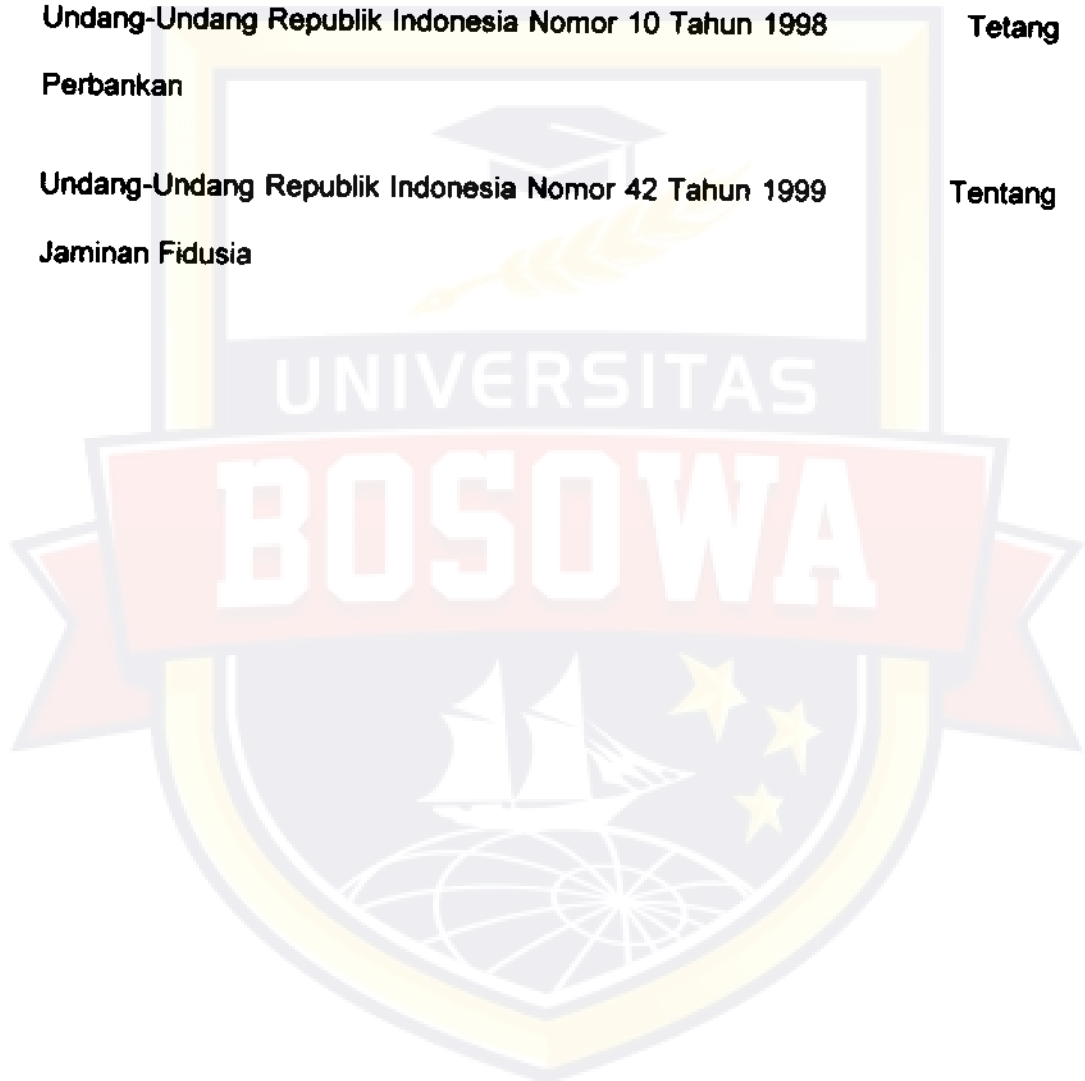 Undang-Undang Republik Indonesia Nomor 10 Tahun 1998 Tetang
Perbankan
Undang-Undang Republik Indonesia Nomor 42 Tahun 1999 Tentang
Jaminan Fidusia
UNIVERSITAS
BOSOWA